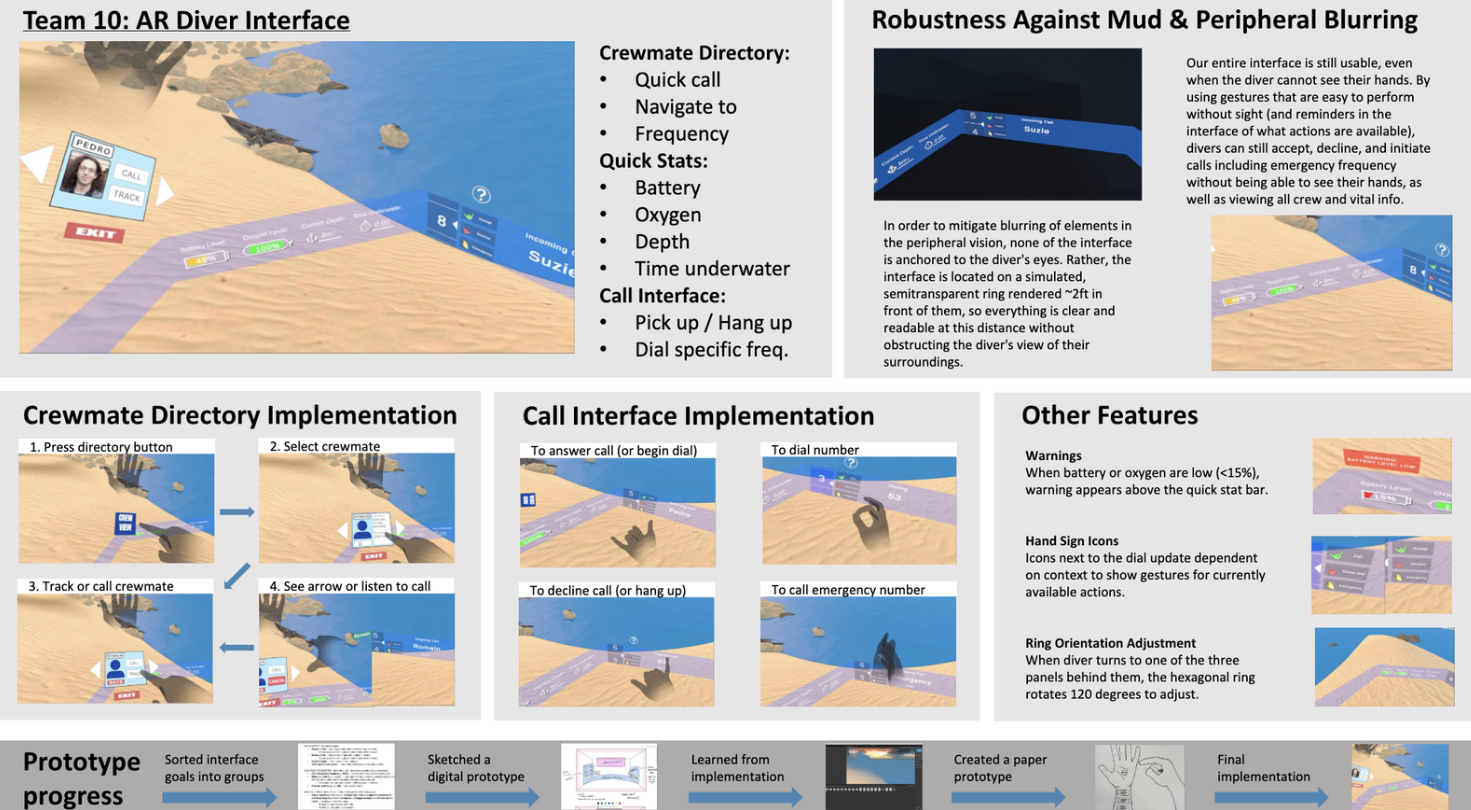 Team 10: AR Diver Interface
PEDRO
CALL
TRACK
EXIT
Battery Level:
49%
Oxygen Level:
100%
Current Depth:
Time Underwater:
0:00
?
8
Incoming
Suzie
Crewmate Directory:
• Quick call
• Navigate to
• Frequency
Quick Stats:
• Battery
• Oxygen
• Depth
• Time underwater
Call Interface:
• Pick up / Hang up
• Dial specific freq.
Robustness Against Mud & Peripheral Blurring
5
4
Incoming Call
Suzie
Our entire interface is still usable, even
when the diver cannot see their hands. By
using gestures that are easy to perform
without sight (and reminders in the
interface of what actions are available),
divers can still accept, decline, and initiate
calls including emergency frequency
without being able to see their hands, as
well as viewing all crew and vital info.
In order to mitigate blurring of elements in
the peripheral vision, none of the interface
is anchored to the diver's eyes. Rather, the
interface is located on a simulated,
semitransparent ring rendered ~2ft in
front of them, so everything is clear and
readable at this distance without
obstructing the diver's view of their
surroundings.
?
8
Crewmate Directory Implementation
1. Press directory button
CREW
VIEW
2. Select crewmate
EXIT
3. Track or call crewmate
CALL
TRACK
BACK
EXIT
4. See arrow or listen to call
CALL
CANCEL
EXIT
5
Romain
Call Interface Implementation
To answer call (or begin dial)
5
Pedro
To dial number
?
3
53
To decline call (or hang up)
?
To call emergency number
Other Features
Warnings
When battery or oxygen are low (<15%),
warning appears above the quick stat bar.
WARNING:
BATTERY LEVEL LOW
Battery Level
15%
Hand Sign Icons
Icons next to the dial update dependent
on context to show gestures for currently
available actions.
Ring Orientation Adjustment
When diver turns to one of the three
panels behind them, the hexagonal ring
rotates 120 degrees to adjust.
Prototype
progress
Sorted interface
goals into groups
Sketched a
digital prototype
Learned from
implementation
Created a paper
prototype
Final
implementation